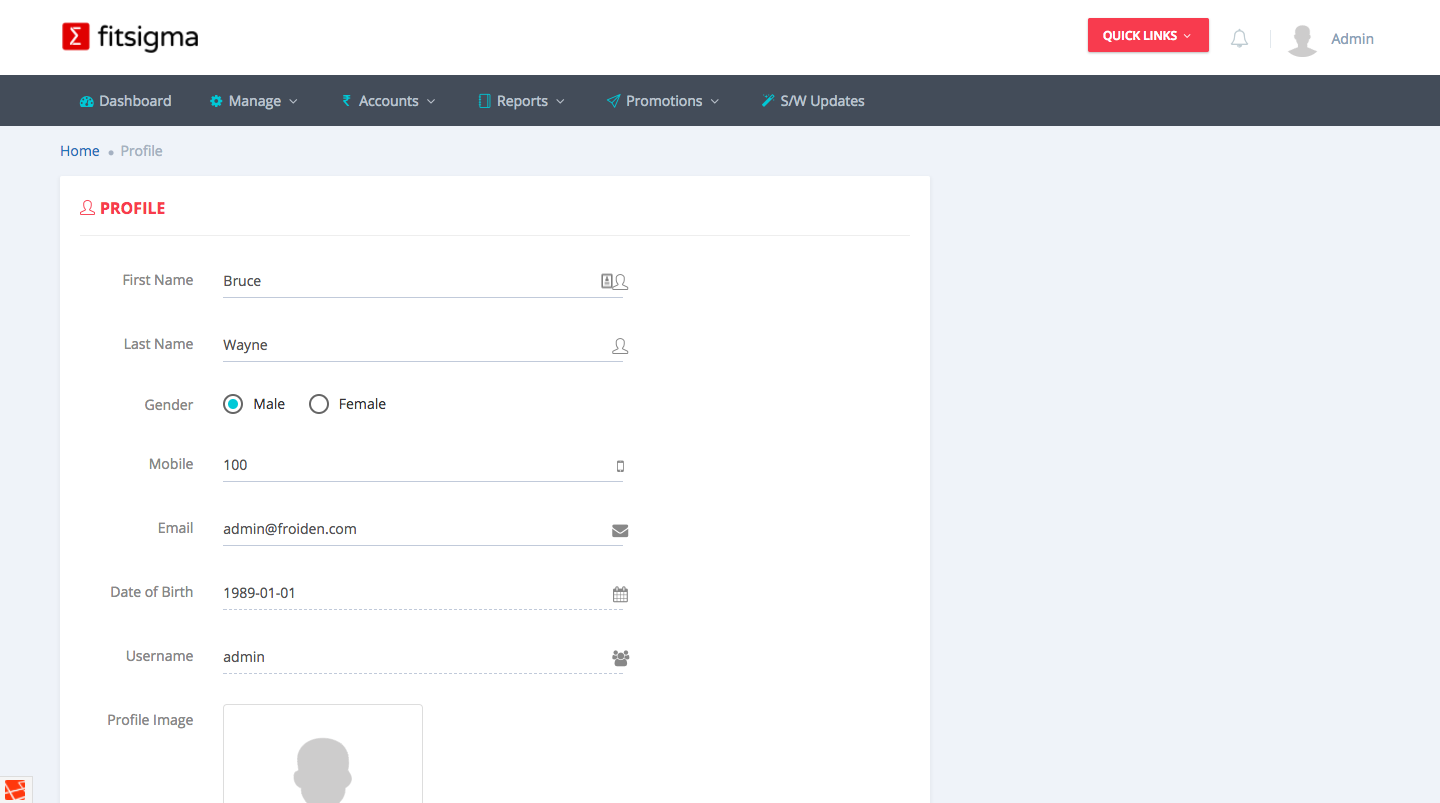 Σ fitsigma
QUICK LINKS
Admin
Dashboard Manage Accounts Reports Promotions S/W Updates
Home Profile
PROFILE
First Name Bruce
Last Name Wayne
Gender Male Female
Mobile 100
Email admin@froiden.com
Date of Birth 1989-01-01
Username admin
Profile Image